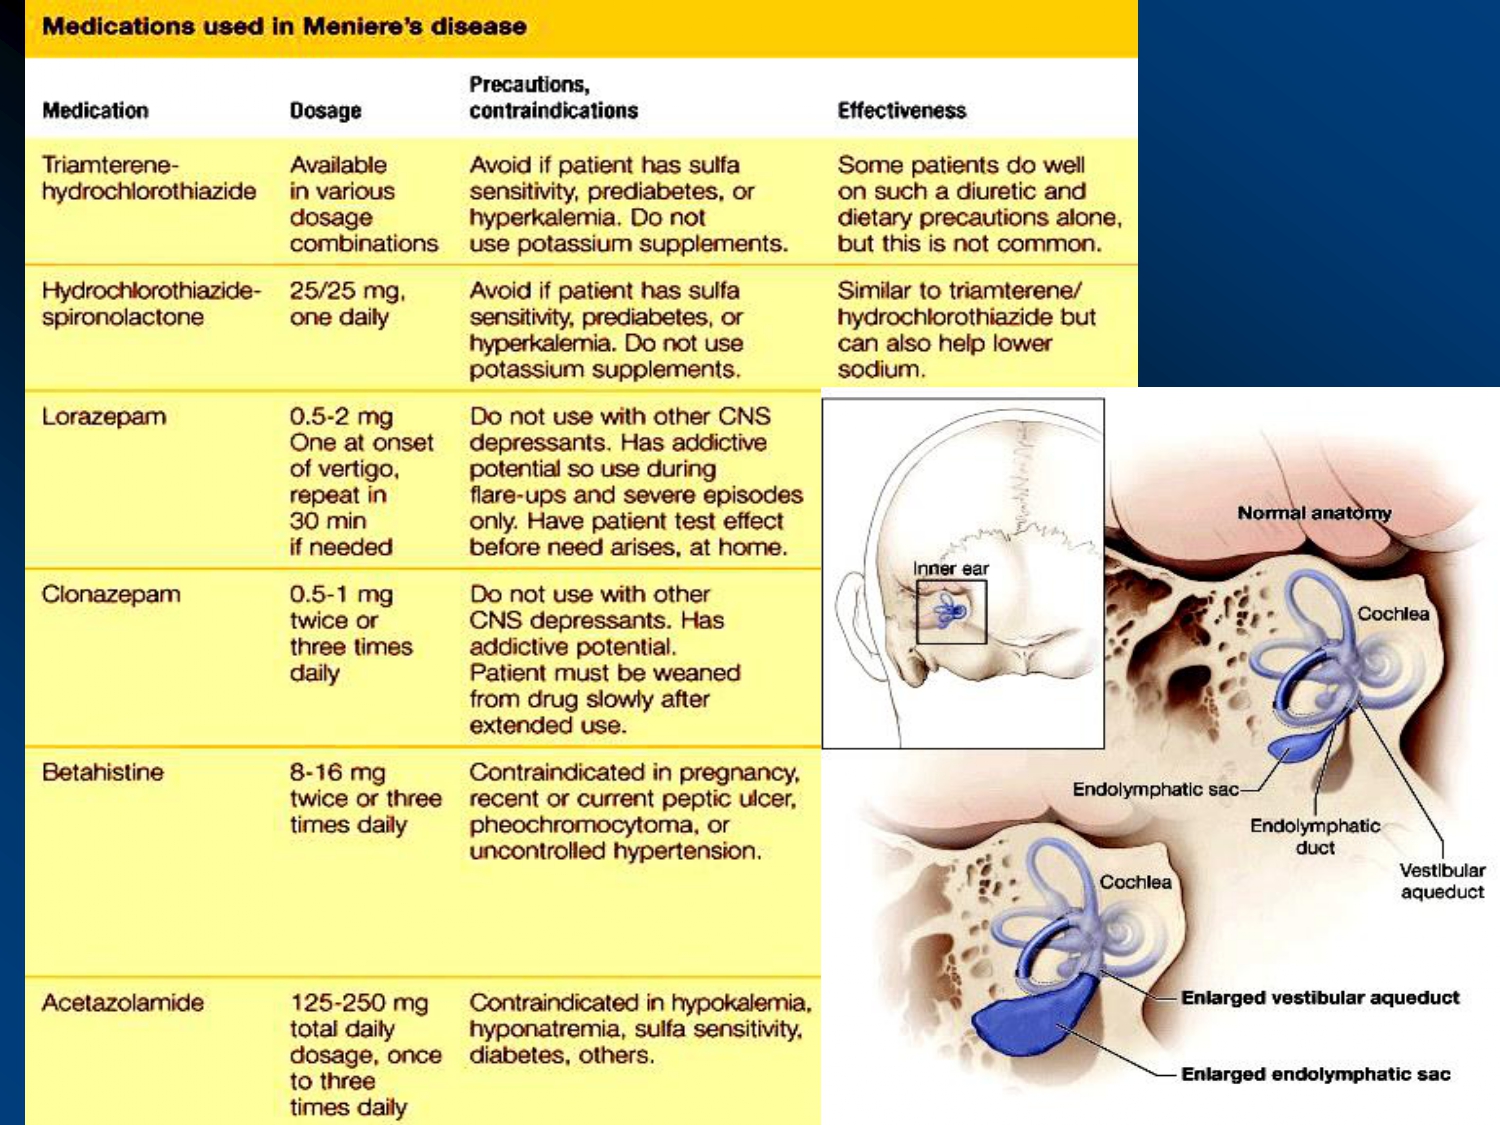 Medications used in Meniere's disease
Medication
Dosage
Precautions,
contraindications
Effectiveness
Triamterene-
hydrochlorothiazide
Available
in various
dosage
combinations
Avoid if patient has sulfa
sensitivity, prediabetes, or
hyperkalemia. Do not
use potassium supplements.
Some patients do well
on such a diuretic and
dietary precautions alone,
but this is not common.
Hydrochlorothiazide-
spironolactone
25/25 mg,
one daily
Avoid if patient has sulfa
sensitivity, prediabetes, or
hyperkalemia. Do not use
potassium supplements.
Similar to triamterene/
hydrochlorothiazide but
can also help lower
sodium.
Lorazepam
0.5-2 mg
One at onset
of vertigo,
repeat in
30 min
if needed
Do not use with other CNS
depressants. Has addictive
potential so use during
flare-ups and severe episodes
only. Have patient test effect
before need arises, at home.
Clonazepam
0.5-1 mg
twice or
three times
daily
Do not use with other
CNS depressants. Has
addictive potential.
Patient must be weaned
from drug slowly after
extended use.
Betahistine
8-16 mg
twice or three
times daily
Contraindicated in pregnancy,
recent or current peptic ulcer,
pheochromocytoma, or
uncontrolled hypertension.
Acetazolamide
125-250 mg
total daily
dosage, once
to three
times daily
Contraindicated in hypokalemia,
hyponatremia, sulfa sensitivity,
diabetes, others.
Inner ear
Normal anatomy
Cochlea
Endolymphatic sac
Endolymphatic
duct
Vestibular
aqueduct
Cochlea
Enlarged vestibular aqueduct
Enlarged endolymphatic sac